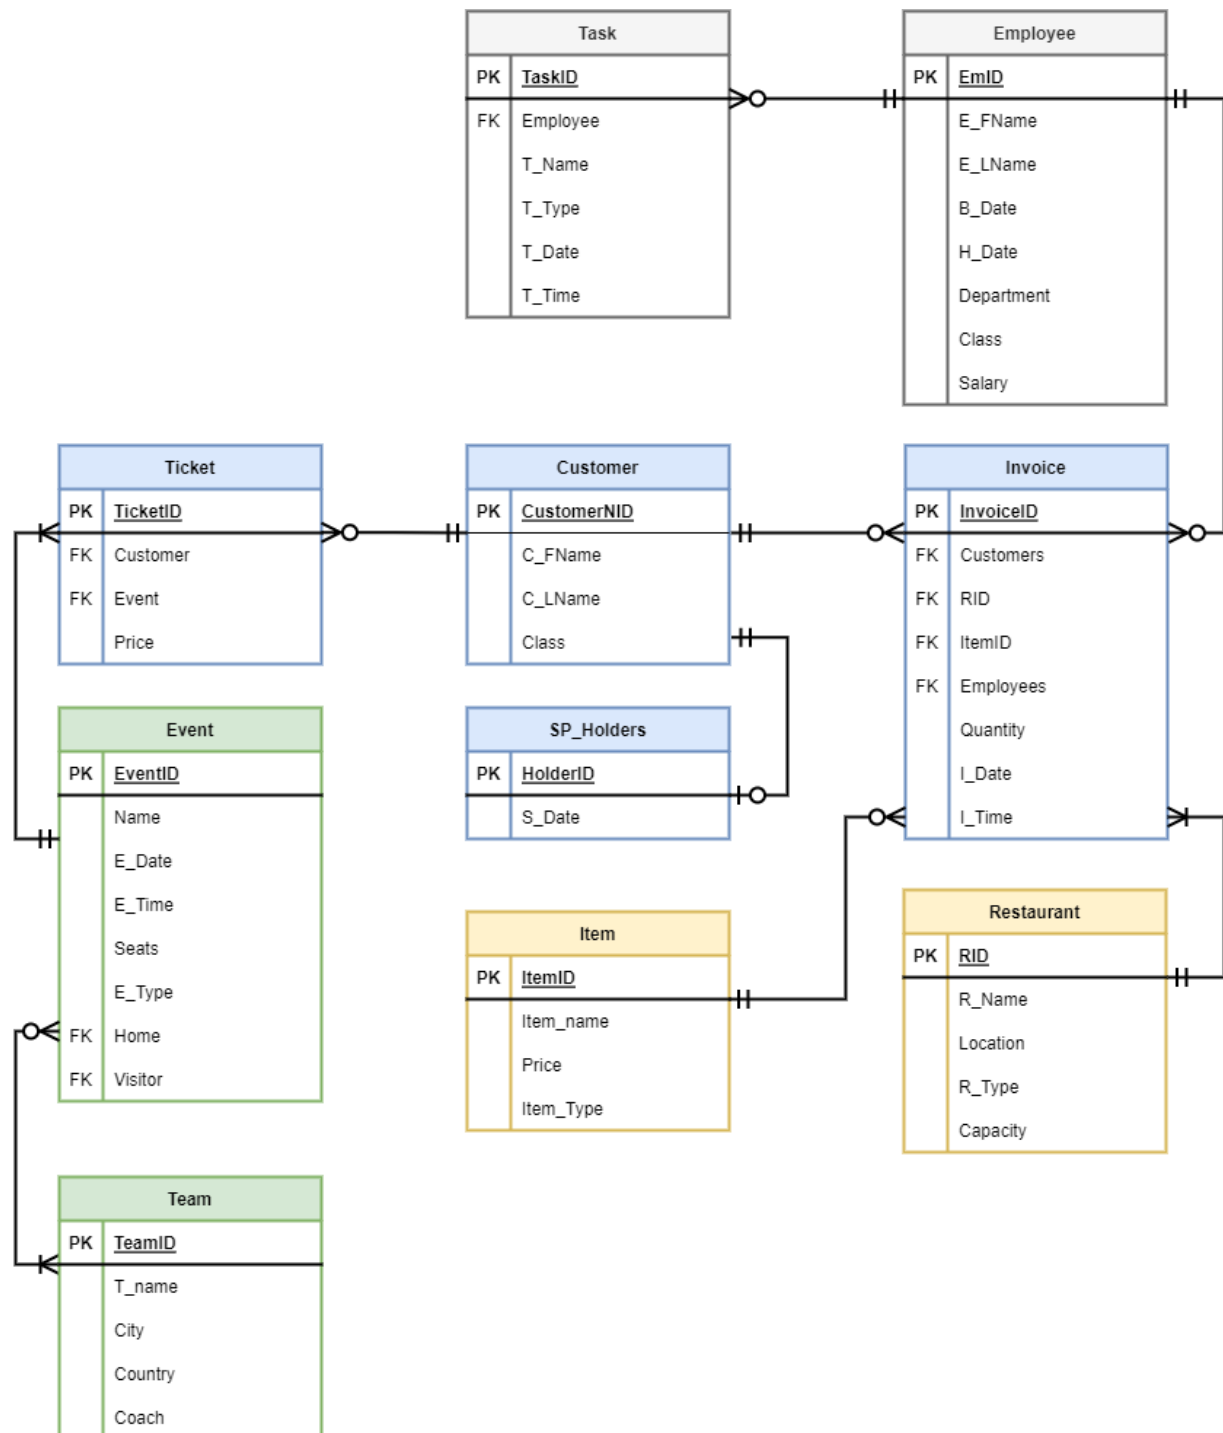 Task
PK TaskID
FK Employee
T_Name
T_Type
T_Date
T_Time
Employee
PK EmID
E_FName
E_LName
B_Date
H_Date
Department
Class
Salary
Ticket
PK TicketID
FK Customer
FK Event
Price
Customer
PK CustomerNID
C_FName
C_LName
Class
Invoice
PK InvoiceID
FK Customers
FK RID
FK ItemID
FK Employees
Quantity
I_Date
I_Time
Event
PK EventID
Name
E_Date
E_Time
Seats
E_Type
FK Home
FK Visitor
SP_Holders
PK HolderID
S_Date
Item
PK ItemID
Item_name
Price
Item_Type
Restaurant
PK RID
R_Name
Location
R_Type
Capacity
Team
PK TeamID
T_name
City
Country
Coach